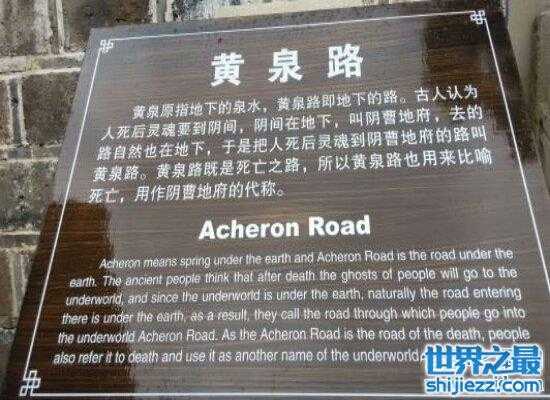 黄泉路
黄泉原指地下的泉水，黄泉路即地下的路。古人认为
人死后灵魂要到阴间，阴间在地下，叫阴曹地府，去的
路自然也在地下，于是把人死后灵魂到阴曹地府的路叫
黄泉路。黄泉路既是死亡之路，所以黄泉路也用来比喻
死亡，用作阴曹地府的代称。
Acheron Road
Acheron means spring under the earth and Acheron Road is the road under the
earth. The ancient people think that after death the ghosts of people will go to the
underworld, and since the underworld is under the earth, naturally the road entering
there is under the earth, as a result, they call the road through which people go into
the underworld Acheron Road. As the Acheron Road is the road of the death, people
also refer it to death and use it as another name of the underworld
世界之最
shijiezz.com